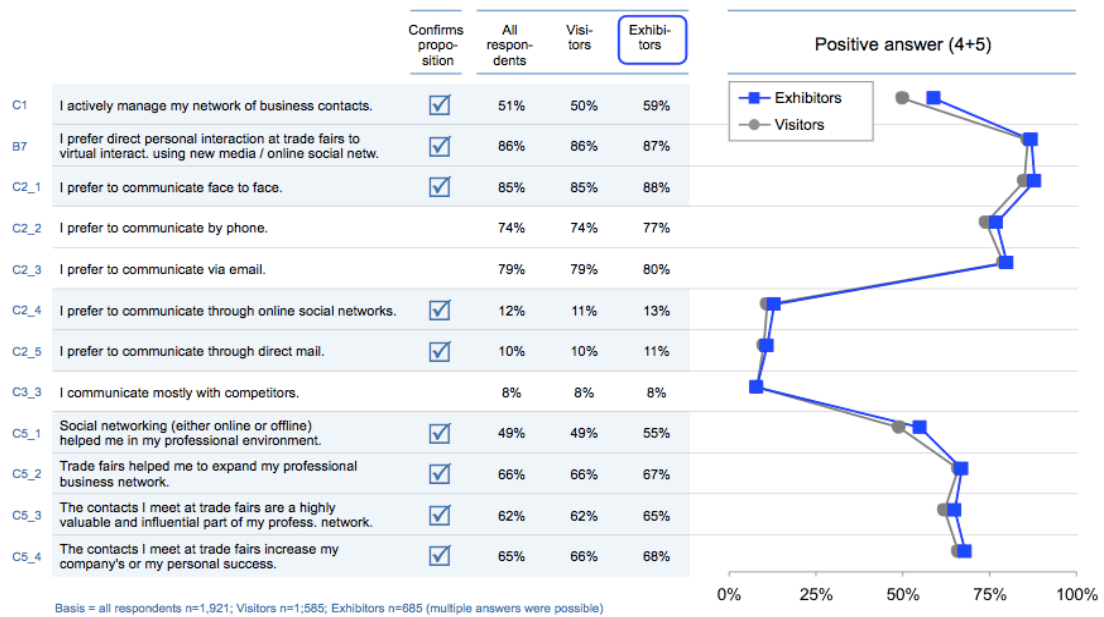 Confirms
propo-
sition
All
respon-
dents
Visi-
tors
Exhibi-
tors
Positive answer (4+5)
Exhibitors
Visitors
C1 I actively manage my network of business contacts. 51% 50% 59%
B7 I prefer direct personal interaction at trade fairs to
virtual interact. using new media / online social netw. 86% 86% 87%
C2_1 I prefer to communicate face to face. 85% 85% 88%
C2_2 I prefer to communicate by phone. 74% 74% 77%
C2_3 I prefer to communicate via email. 79% 79% 80%
C2_4 I prefer to communicate through online social networks. 12% 11% 13%
C2_5 I prefer to communicate through direct mail. 10% 10% 11%
C3_3 I communicate mostly with competitors. 8% 8% 8%
C5_1 Social networking (either online or offline)
helped me in my professional environment. 49% 49% 55%
C5_2 Trade fairs helped me to expand my professional
business network. 66% 66% 67%
C5_3 The contacts I meet at trade fairs are a highly
valuable and influential part of my profess. network. 62% 62% 65%
C5_4 The contacts I meet at trade fairs increase my
company's or my personal success. 65% 66% 68%
0% 25% 50% 75% 100%
Basis = all respondents n=1,921; Visitors n=1;585; Exhibitors n=685 (multiple answers were possible)